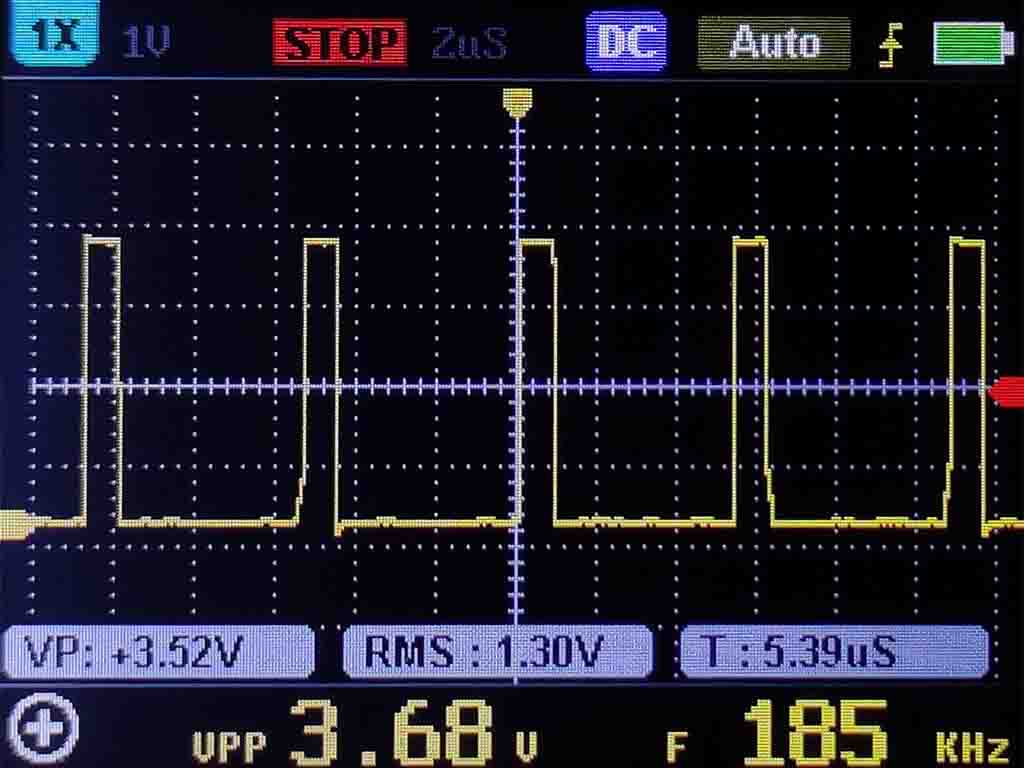 1X 1V STOP 2uS DC Auto
VP: +3.52V RMS : 1.30V T : 5.39uS
VPP 3.68 V F 185 KHz